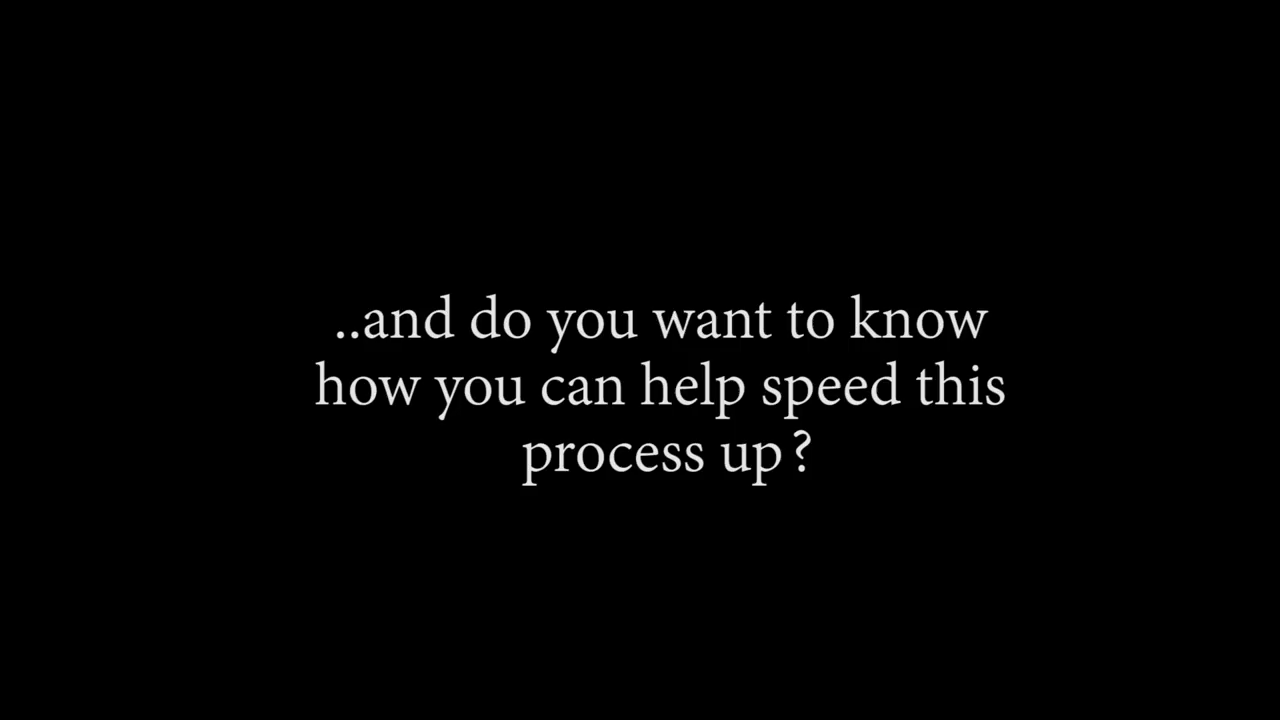 ..and do you want to know
how you can help speed this
process up?